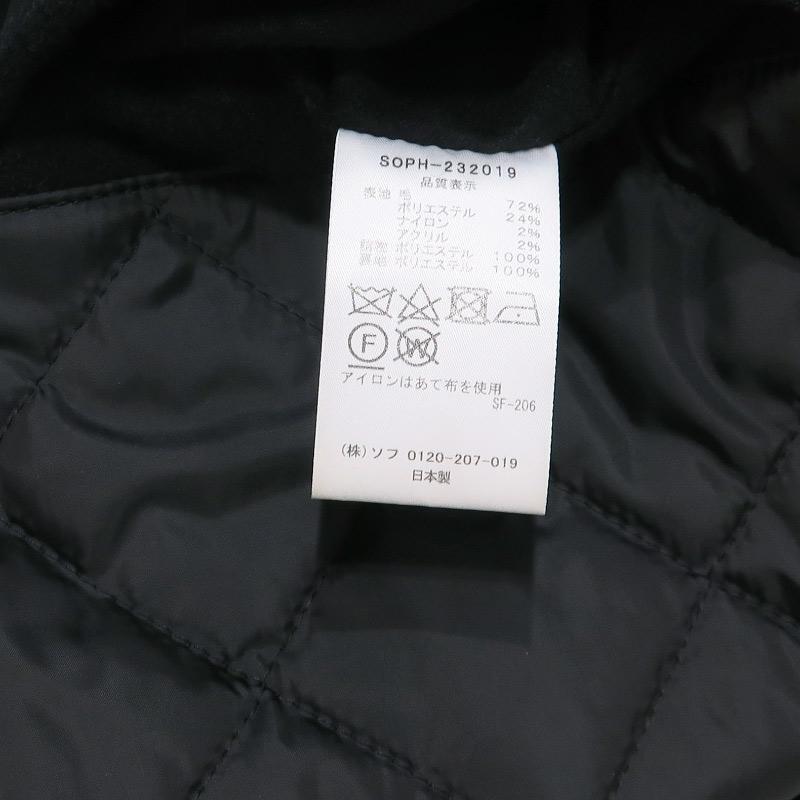 SOPH-232019
品質表示
表地 毛 72%
ポリエステル 24%
ナイロン 2%
アクリル 2%
ポリエステル 100%
裏地 ポリエステル 100%
F
W
アイロンはあて布を使用
SF-206
(株)ソフ 0120-207-019
日本製